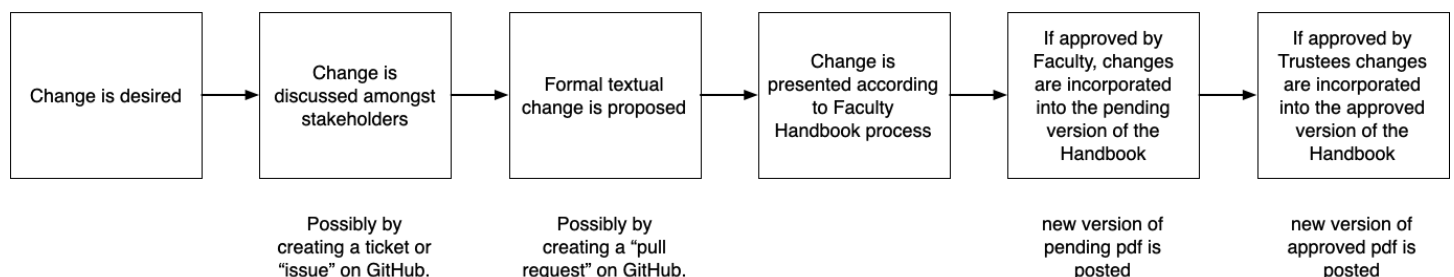 Change is desired
Change is
discussed amongst
stakeholders
Formal textual
change is proposed
Change is
presented according
to Faculty
Handbook process
If approved by
Faculty, changes
are incorporated
into the pending
version of the
Handbook
If approved by
Trustees changes
are incorporated
into the approved
version of the
Handbook
Possibly by
creating a ticket or
“issue” on GitHub.
Possibly by
creating a “pull
request” on GitHub.
new version of
pending pdf is
posted
new version of
approved pdf is
posted